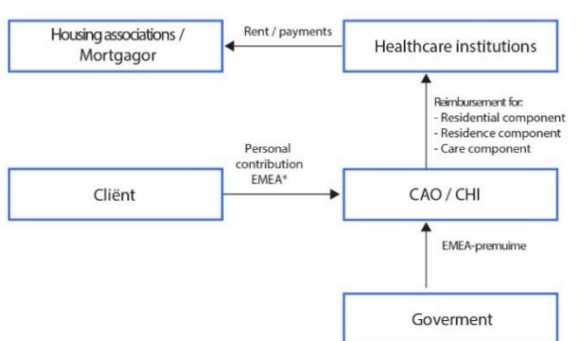 Housing associations /
Mortgagor
Rent / payments
Healthcare institutions
Reimbursement for:
- Residential component
- Residence component
- Care component
Personal
contribution
EMEA*
Cliënt
CAO / CHI
EMEA-premuime
Goverment